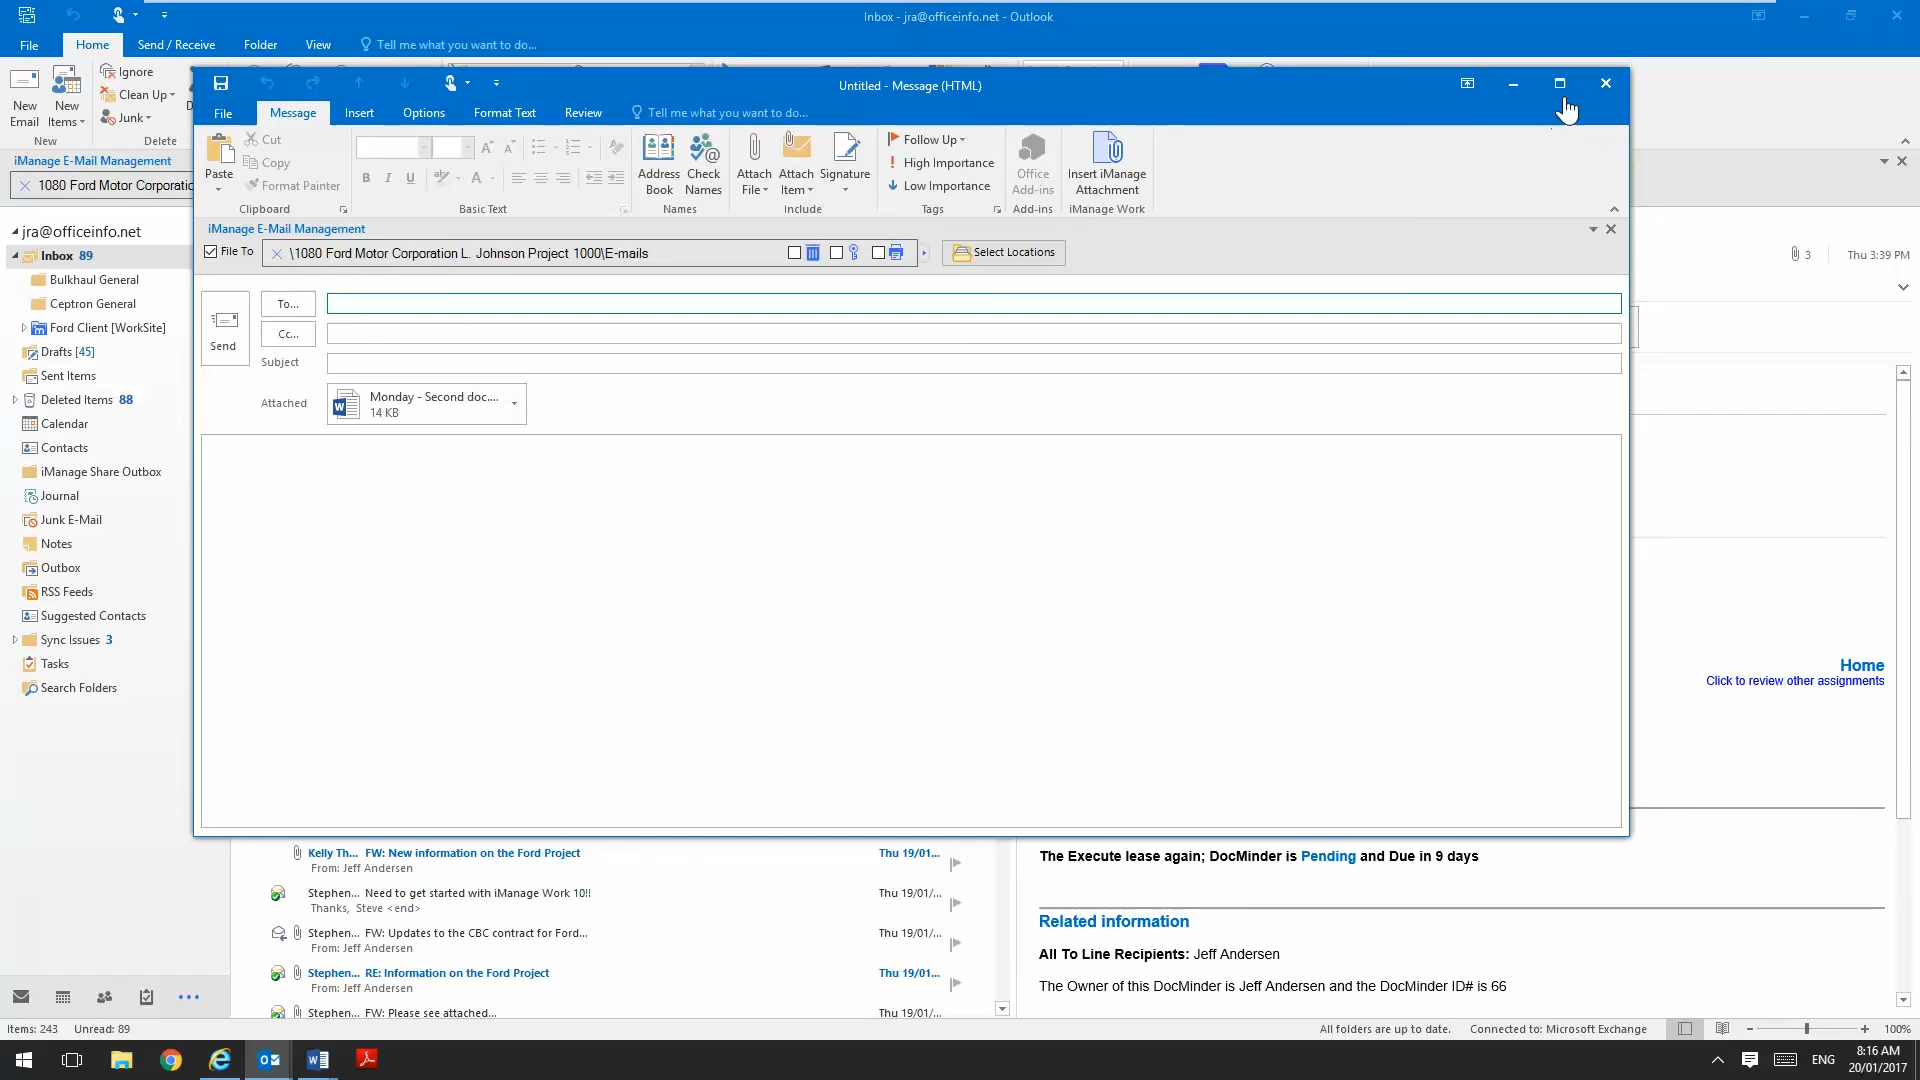 Inbox - jra@officeinfo.net - Outlook
File Home Send / Receive Folder View Tell me what you want to do...
Untitled - Message (HTML)
File Message Insert Options Format Text Review Tell me what you want to do...
New Email
New Items
Ignore
Clean Up
Junk
New
Delete
Paste
Cut
Copy
Format Painter
Clipboard
B I U A
Basic Text
Address Book
Check Names
Names
Attach File
Attach Item
Signature
Include
Follow Up
High Importance
Low Importance
Tags
Office Add-ins
Add-ins
Insert iManage Attachment
iManage Work
iManage E-Mail Management
1080 Ford Motor Corporatio
iManage E-Mail Management
File To \1080 Ford Motor Corporation L. Johnson Project 1000\E-mails
Select Locations
Send
To...
Cc...
Subject
Attached
Monday - Second doc....
14 KB
jra@officeinfo.net
Inbox 89
Bulkhaul General
Ceptron General
Ford Client [WorkSite]
Drafts [45]
Sent Items
Deleted Items 88
Calendar
Contacts
iManage Share Outbox
Journal
Junk E-Mail
Notes
Outbox
RSS Feeds
Suggested Contacts
Sync Issues 3
Tasks
Search Folders
3 Thu 3:39 PM
Home
Click to review other assignments
Kelly Th... FW: New information on the Ford Project Thu 19/01...
From: Jeff Andersen
Stephen... Need to get started with iManage Work 10!! Thu 19/01/...
Thanks, Steve <end>
Stephen... FW: Updates to the CBC contract for Ford... Thu 19/01/...
From: Jeff Andersen
Stephen... RE: Information on the Ford Project Thu 19/01...
From: Jeff Andersen
Stephen... FW: Please see attached... Thu 19/01/...
The Execute lease again; DocMinder is Pending and Due in 9 days
Related information
All To Line Recipients: Jeff Andersen
The Owner of this DocMinder is Jeff Andersen and the DocMinder ID# is 66
Items: 243 Unread: 89
All folders are up to date. Connected to: Microsoft Exchange
100%
ENG
8:16 AM
20/01/2017